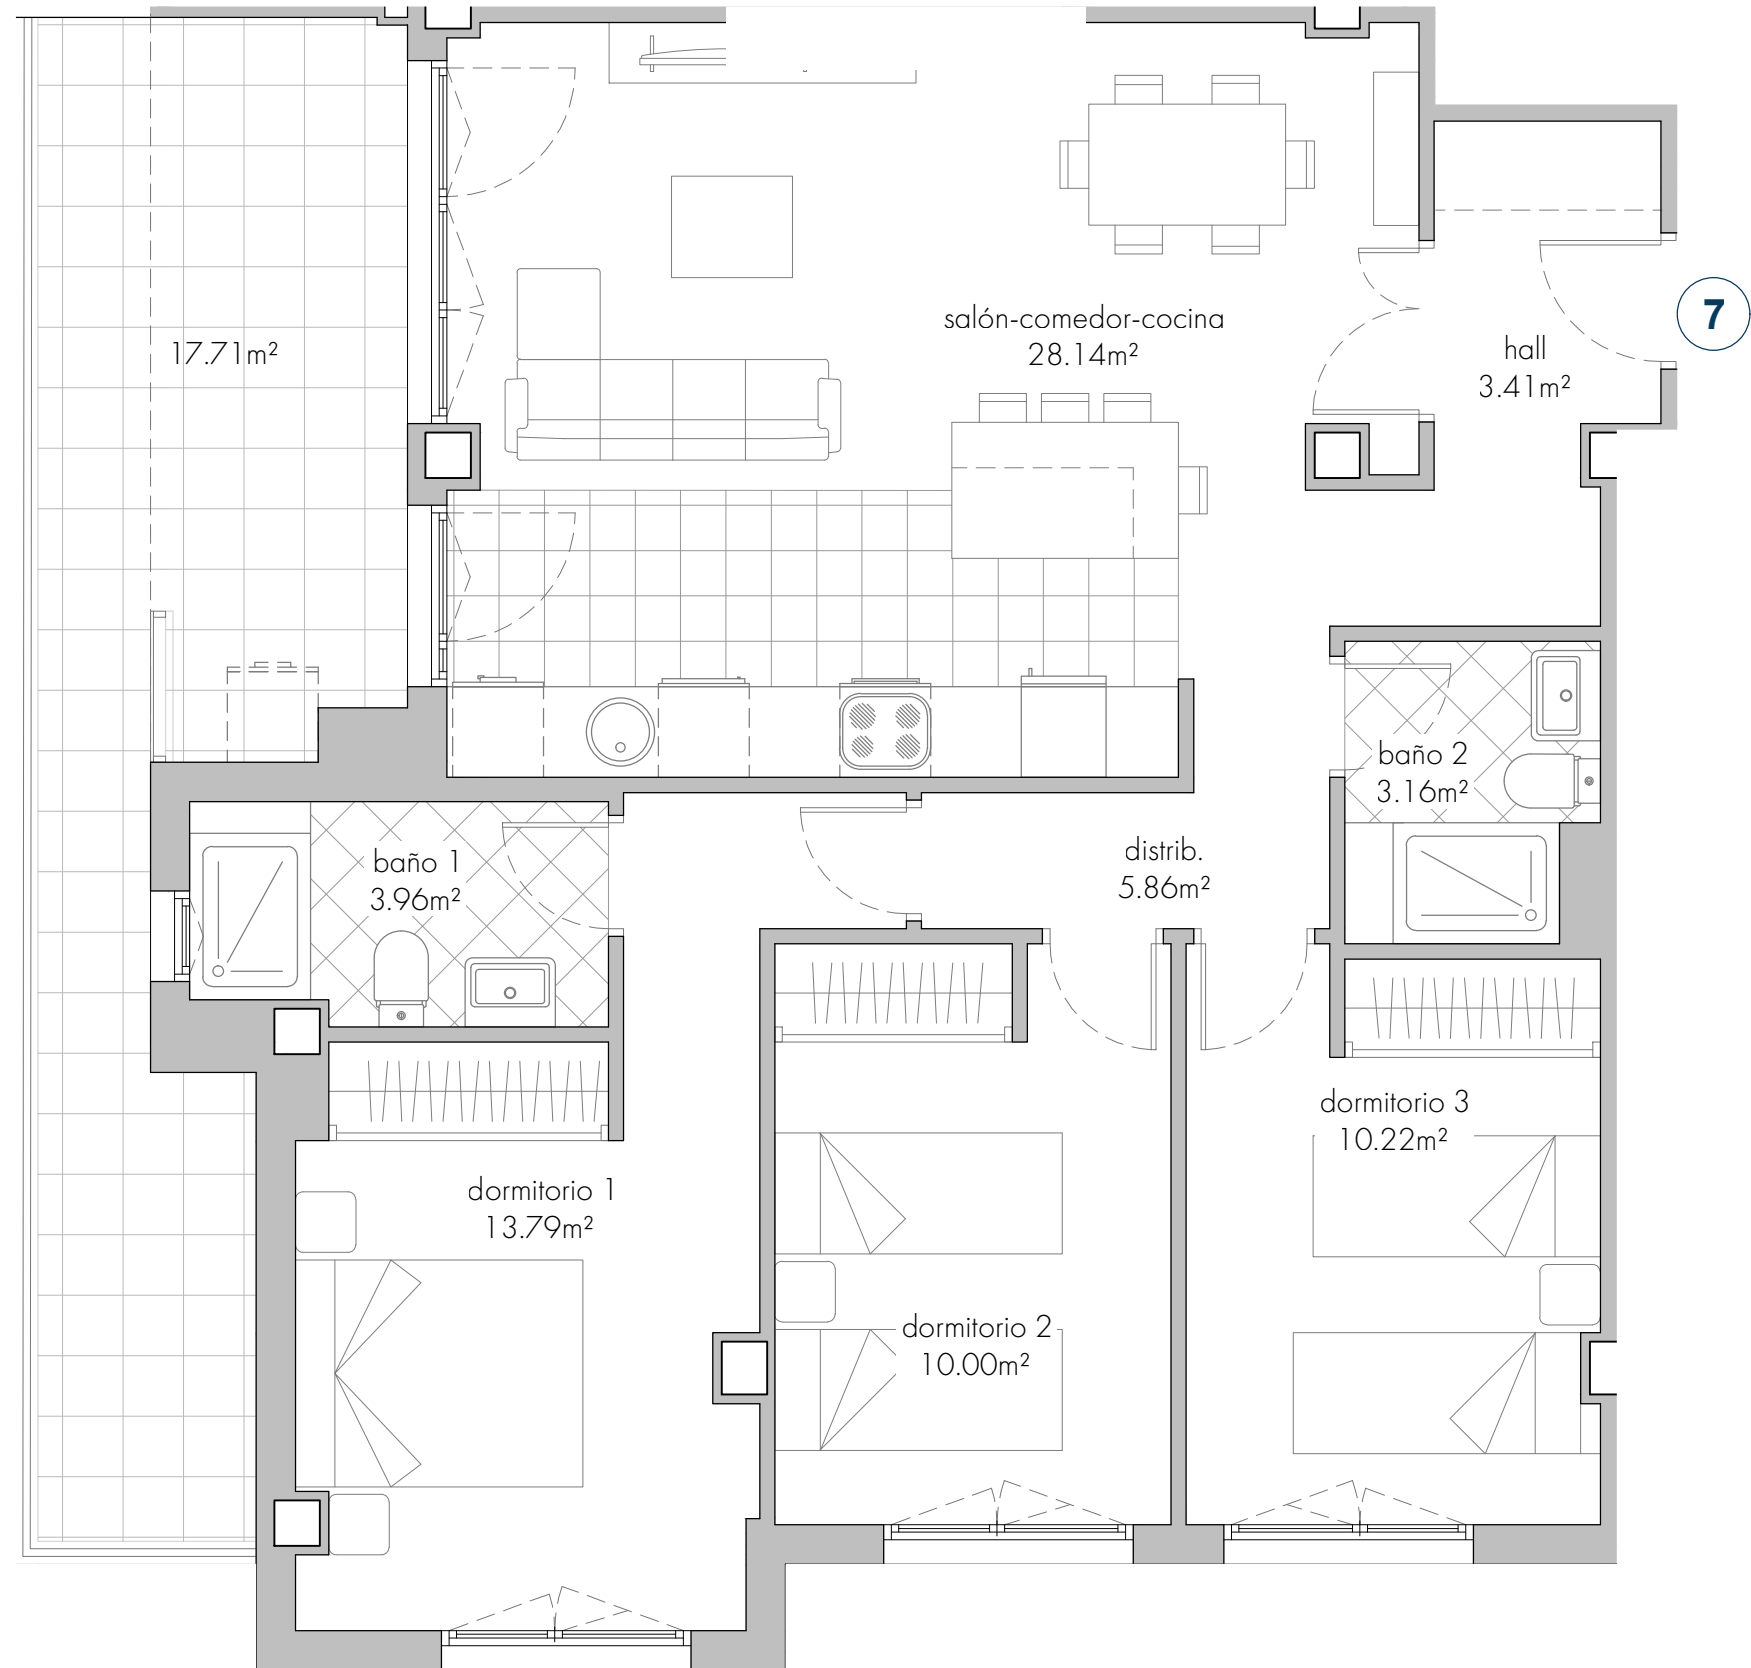 salón-comedor-cocina
28.14m²
7
17.71m²
hall
3.41m²
baño 2
3.16m²
baño 1
3.96m²
distrib.
5.86m²
dormitorio 3
10.22m²
dormitorio 1
13.79m²
dormitorio 2
10.00m²